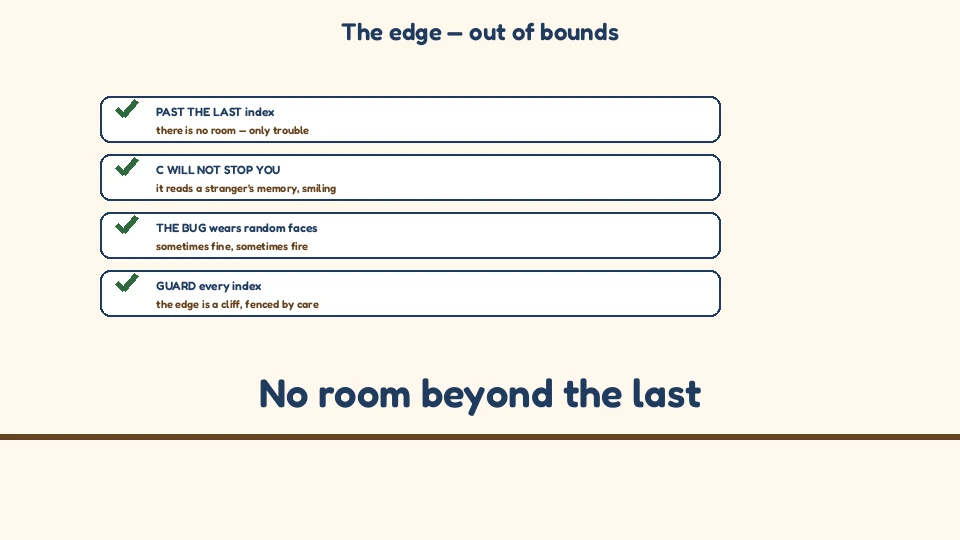 The edge — out of bounds
PAST THE LAST index
there is no room — only trouble
C WILL NOT STOP YOU
it reads a stranger's memory, smiling
THE BUG wears random faces
sometimes fine, sometimes fire
GUARD every index
the edge is a cliff, fenced by care
No room beyond the last